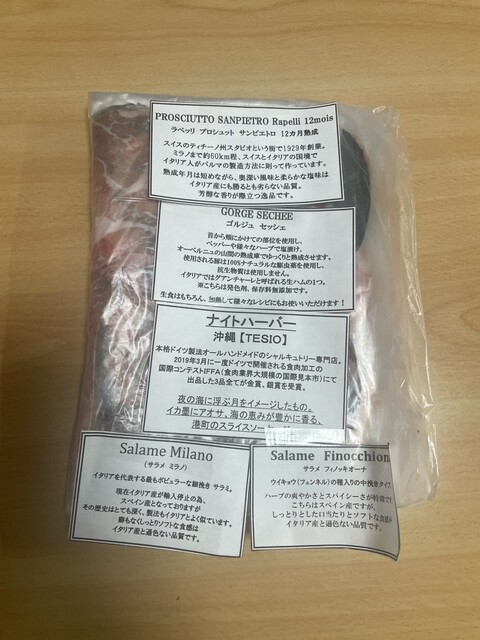 PROSCIUTTO SANPIETRO Rapelli 12mois
ラペッリ プロシュット サンピエトロ 12カ月熟成
スイスのティチーノ州スタビオという街で1929年創業。
ミラノまで約60km程、スイスとイタリアの国境で
イタリア人がパルマの製造方法に則って作っています。
熟成年月は短めながら、奥深い風味と柔らかな塩味は
イタリア産にも勝るとも劣らない品質。
芳醇な香りが際立つ逸品です。
GORGE SECHEE
ゴルジュ セッシェ
首から頬にかけての部位を使用し、
ペッパーや様々なハーブで塩漬け。
オーベルニュの山間の熟成庫でゆっくりと熟成させます。
使用される豚は100%ナチュラルな駆虫薬を使用し、
抗生物質は使用しません。
イタリアではグアンチャーレと呼ばれる生ハムの1つ。
※こちらは発色剤、保存料無添加です。
生食はもちろん、加熱して様々なレシピにもお使いいただけます!
ナイトハーバー
沖縄【TESIO】
本格ドイツ製法オールハンドメイドのシャルキュトリー専門店。
2019年3月に一度ドイツで開催される食肉加工の
国際コンテストIFFA(食肉業界大規模の国際見本市)にて
出品した3品全てが金賞、銀賞を受賞。
夜の海に浮ぶ月をイメージしたもの。
イカ墨にアオサ、海の恵みが豊かに香る、
港町のスライスソー
Salame Milano
(サラメ ミラノ)
イタリアを代表する最もポピュラーな細挽き サラミ。
現在イタリア産が輸入停止の為、
スペイン産となっておりますが
その歴史はとても深く、製法もイタリアとよく似ています。
癖もなくしっとりソフトな食感は
イタリア産と遜色ない品質です。
Salame Finocchion
サラメ フィノッキオーナ
ウイキョウ(フェンネル)の種入りの中挽きタイプ。
ハーブの爽やかさとスパイシーさが特徴です
こちらはスペイン産ですが、
しっとりとした口当たりとソフトな食感が
イタリア産と遜色ない品質です。